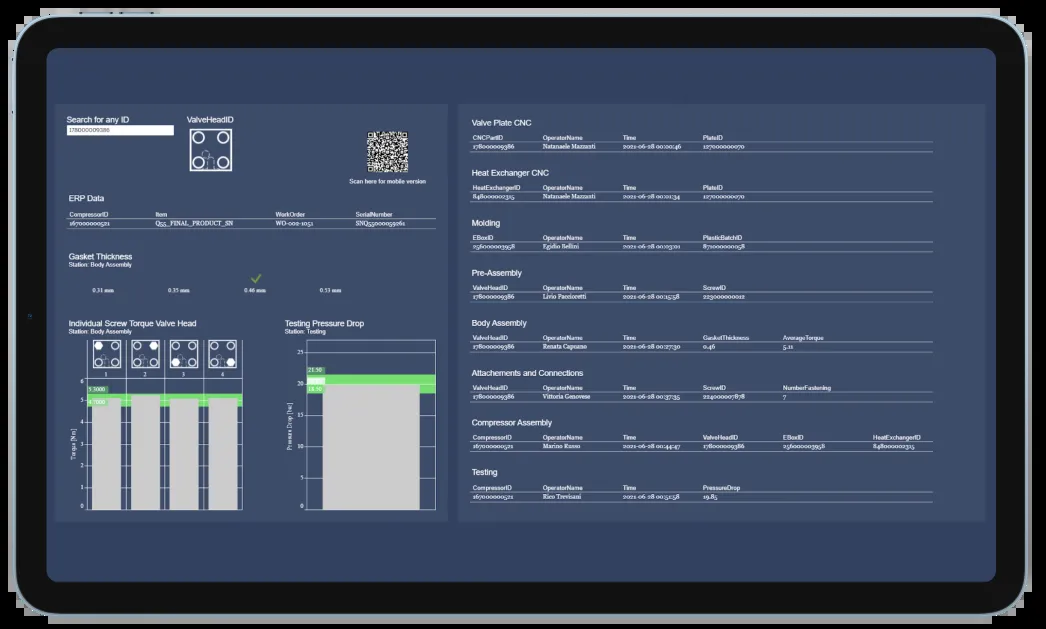 Search for any ID
178000009386
ValveHeadID
Scan here for mobile version
ERP Data
CompressorID Item WorkOrder SerialNumber
167000000521 Q55_FINAL_PRODUCT_SN WO-002-1051 SNQ55000059261
Gasket Thickness
Station: Body Assembly
0.31 mm 0.35 mm 0.46 mm 0.53 mm
Individual Screw Torque Valve Head
Station: Body Assembly
1 2 3 4
Torque [Nm]
6
5
4
3
2
1
0
5.3000
4.7000
Testing Pressure Drop
Station: Testing
Pressure Drop [bar]
25
20
15
10
5
0
21.50
18.50
Valve Plate CNC
CNCPartID OperatorName Time PlateID
178000009386 Natanaele Mazzanti 2021-06-28 00:00:46 127000000070
Heat Exchanger CNC
HeatExchangerID OperatorName Time PlateID
848000002315 Natanaele Mazzanti 2021-06-28 00:01:34 127000000070
Molding
EBoxID OperatorName Time PlasticBatchID
256000003958 Egidio Bellini 2021-06-28 00:03:01 871000000058
Pre-Assembly
ValveHeadID OperatorName Time ScrewID
178000009386 Livio Paccioretti 2021-06-28 00:15:58 223000000012
Body Assembly
ValveHeadID OperatorName Time GasketThickness AverageTorque
178000009386 Renata Capuano 2021-06-28 00:27:30 0.46 5.11
Attachements and Connections
ValveHeadID OperatorName Time ScrewID NumberFastening
178000009386 Vittoria Genovese 2021-06-28 00:37:35 224000007878 7
Compressor Assembly
CompressorID OperatorName Time ValveHeadID EBoxID HeatExchangerID
167000000521 Marino Russo 2021-06-28 00:44:47 178000009386 256000003958 848000002315
Testing
CompressorID OperatorName Time PressureDrop
167000000521 Rico Trevisani 2021-06-28 00:51:58 19.85